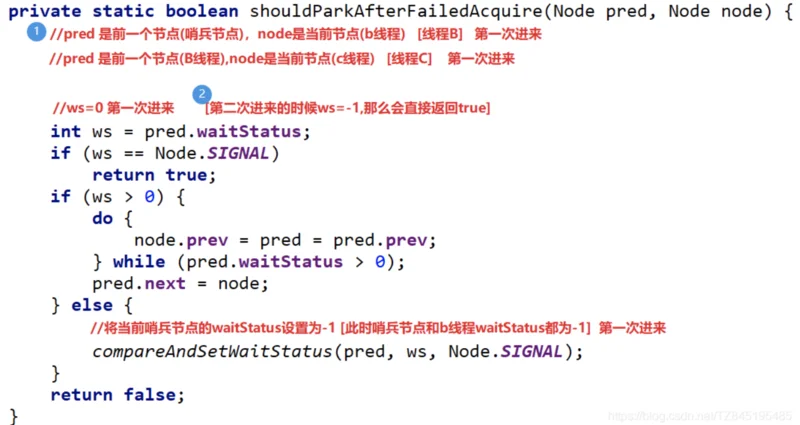 private static boolean shouldParkAfterFailedAcquire(Node pred, Node node) {
1 //pred 是前一个节点(哨兵节点)，node是当前节点(b线程) [线程B] 第一次进来
//pred 是前一个节点(B线程),node是当前节点(c线程) [线程C] 第一次进来
//ws=0 第一次进来 2 [第二次进来的时候ws=-1,那么会直接返回true]
int ws = pred.waitStatus;
if (ws == Node.SIGNAL)
return true;
if (ws > 0) {
do {
node.prev = pred = pred.prev;
} while (pred.waitStatus > 0);
pred.next = node;
} else {
//将当前哨兵节点的waitStatus设置为-1 [此时哨兵节点和b线程waitStatus都为-1] 第一次进来
compareAndSetWaitStatus(pred, ws, Node.SIGNAL);
}
return false;
}
https://blog.csdn.net/TZ845195485